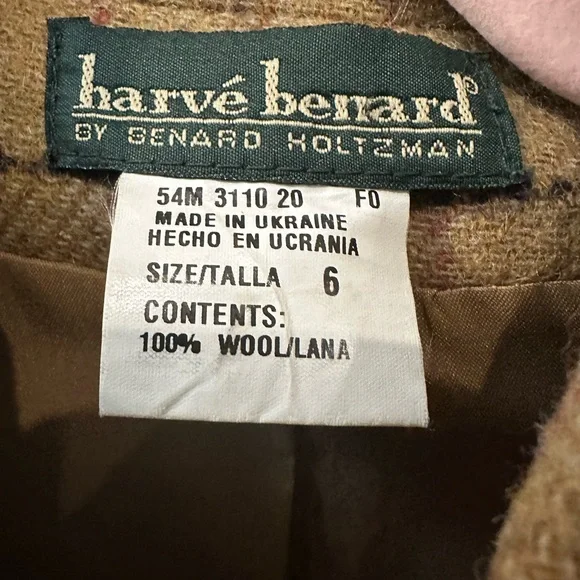 harvé benard
BY BENARD HOLTZMAN
54M 3110 20 F0
MADE IN UKRAINE
HECHO EN UCRANIA
SIZE/TALLA 6
CONTENTS:
100% WOOL/LANA